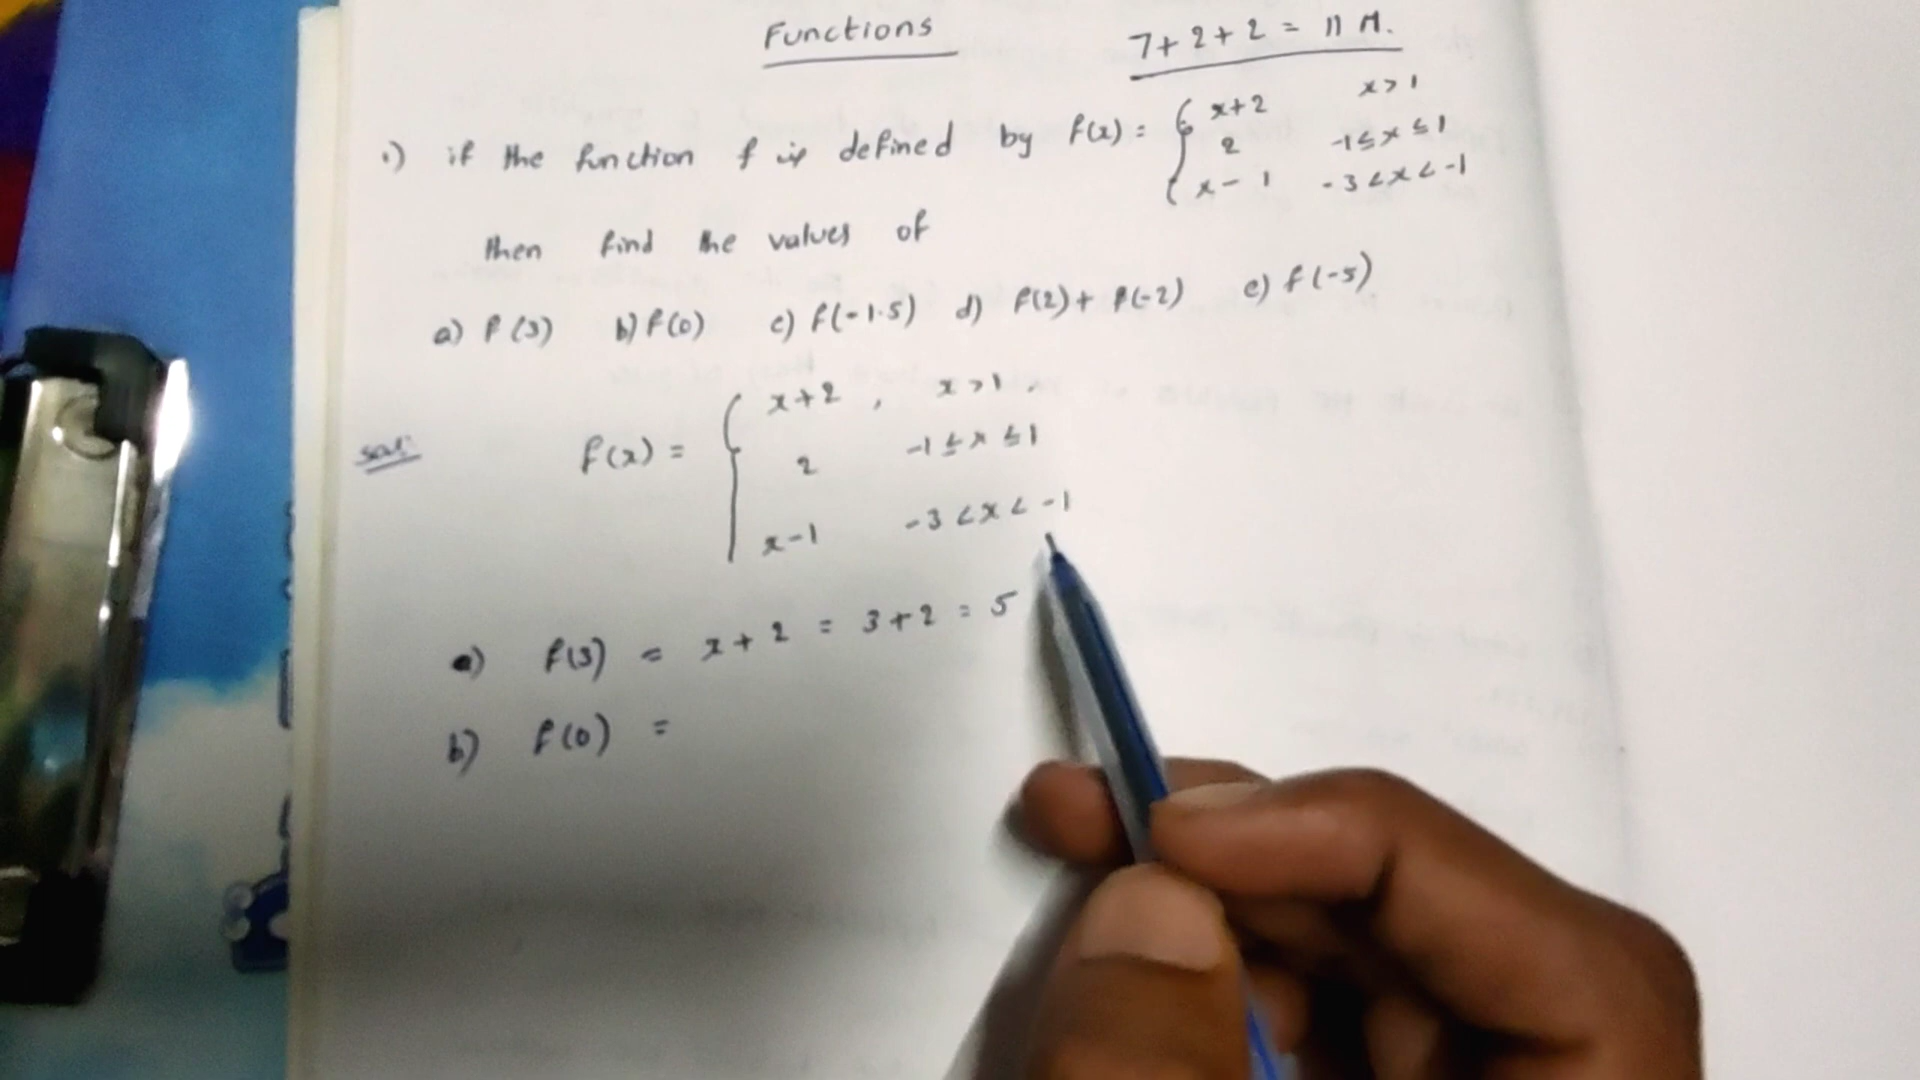 Functions
7+2+2 = 11 M.
1) if the function f is defined by f(x) = { x+2 x>1
2 -1≤x≤1
x-1 -3<x<-1
then find the values of
a) f(3) b) f(0) c) f(-1.5) d) f(2)+ f(-2) e) f(-5)
sol:
f(x) = { x+2 , x>1 .
2 -1≤x≤1
x-1 -3<x<-1
a) f(3) = x+2 = 3+2 = 5
b) f(0) =